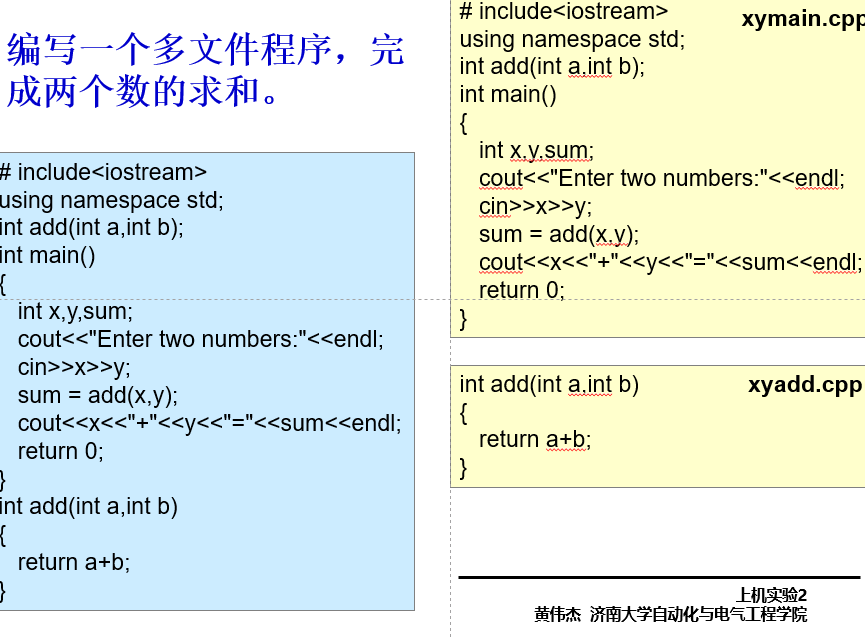 编写一个多文件程序，完
成两个数的求和。
# include<iostream>
using namespace std;
int add(int a,int b);
int main()
{
int x,y,sum;
cout<<"Enter two numbers:"<<endl;
cin>>x>>y;
sum = add(x,y);
cout<<x<<"+"<<y<<"="<<sum<<endl;
return 0;
}
int add(int a,int b)
{
return a+b;
}
xymain.cpp
# include<iostream>
using namespace std;
int add(int a,int b);
int main()
{
int x,y,sum;
cout<<"Enter two numbers:"<<endl;
cin>>x>>y;
sum = add(x,y);
cout<<x<<"+"<<y<<"="<<sum<<endl;
return 0;
}
xyadd.cpp
int add(int a,int b)
{
return a+b;
}
上机实验2
黄伟杰 济南大学自动化与电气工程学院